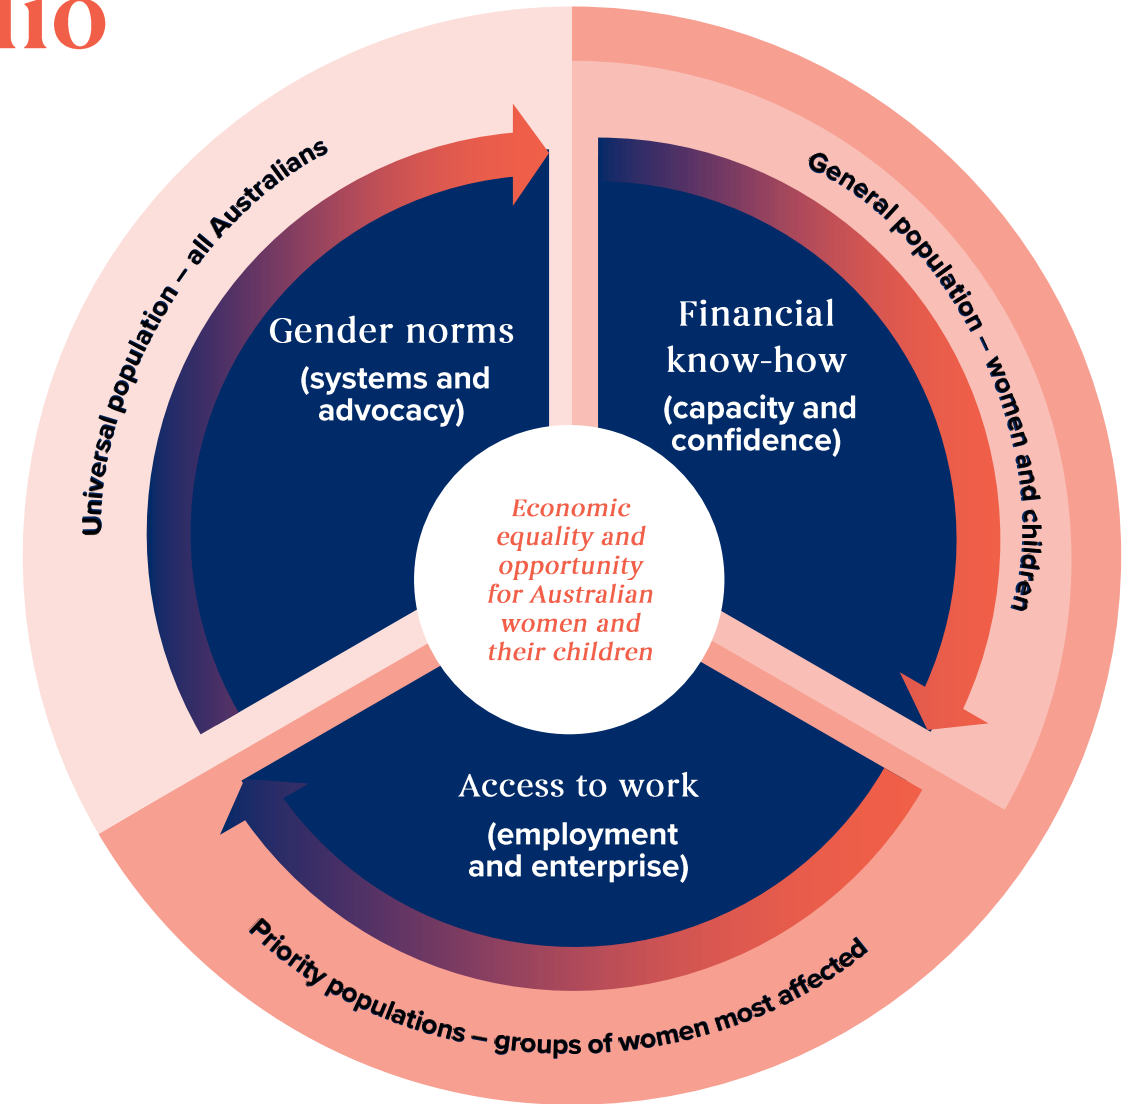 Universal population – all Australians
General population – women and children
Gender norms
(systems and
advocacy)
Financial
know-how
(capacity and
confidence)
Economic
equality and
opportunity
for Australian
women and
their children
Access to work
(employment
and enterprise)
Priority populations – groups of women most affected